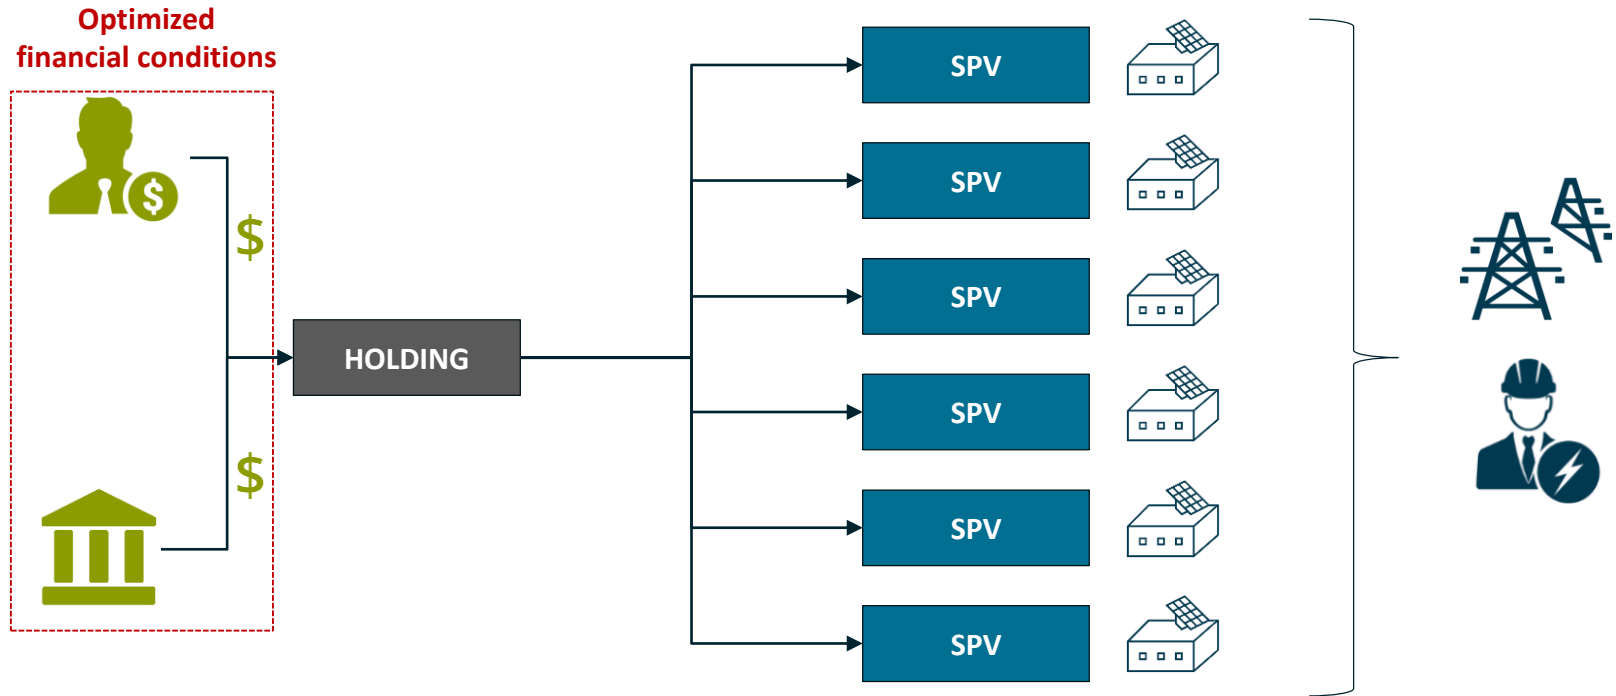 Optimized
financial conditions
$
$
$
HOLDING
SPV
SPV
SPV
SPV
SPV
SPV